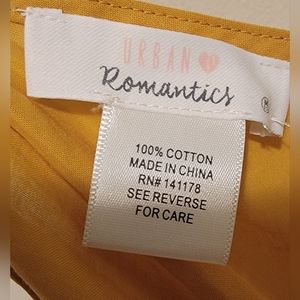 URBAN
Romantics
M
100% COTTON
MADE IN CHINA
RN# 141178
SEE REVERSE
FOR CARE